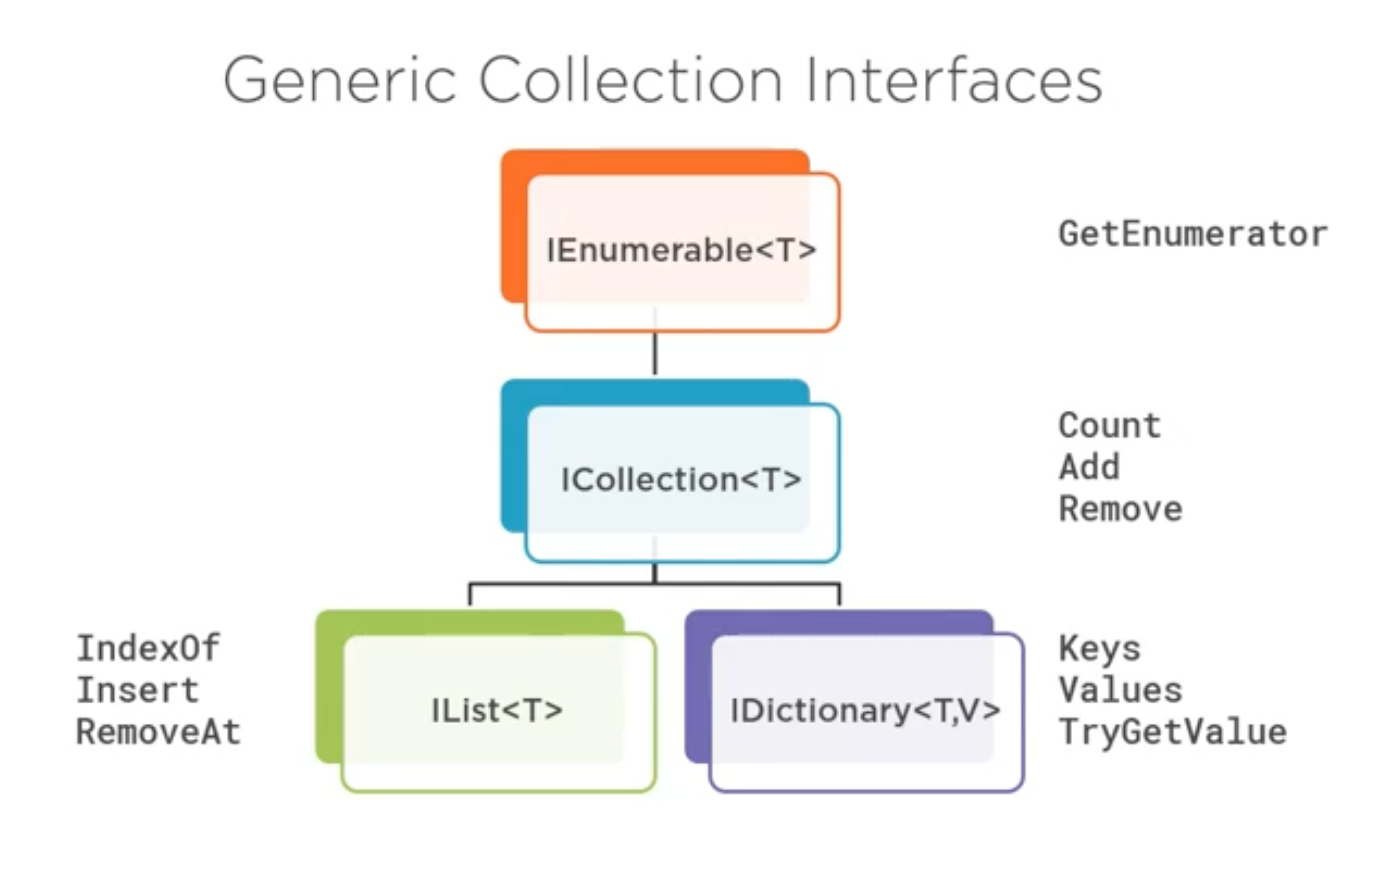 Generic Collection Interfaces
IEnumerable<T>
GetEnumerator
ICollection<T>
Count
Add
Remove
IndexOf
Insert
RemoveAt
IList<T>
IDictionary<T,V>
Keys
Values
TryGetValue